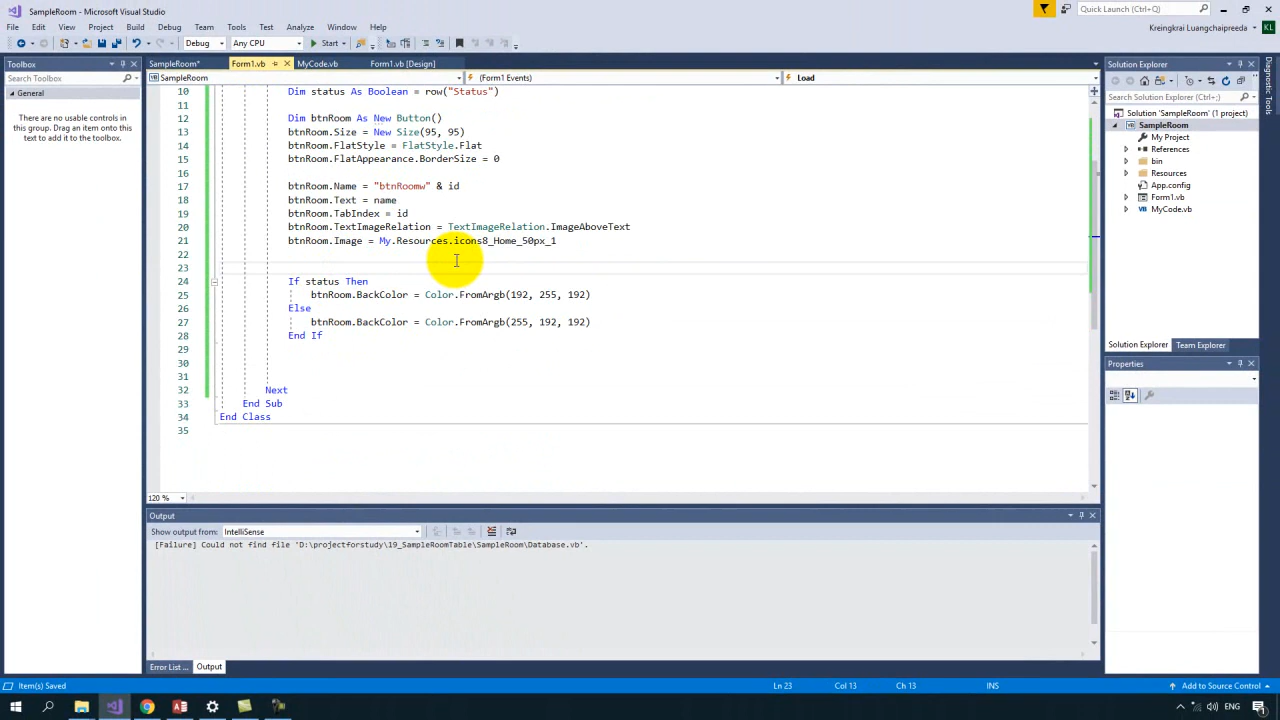 SampleRoom - Microsoft Visual Studio
Quick Launch (Ctrl+Q)
File Edit View Project Build Debug Team Tools Test Analyze Window Help
Kreingkrai Luangchaipreeda KL
Debug Any CPU Start
Toolbox
Search Toolbox
General
There are no usable controls in
this group. Drag an item onto this
text to add it to the toolbox.
SampleRoom* Form1.vb MyCode.vb Form1.vb [Design]
SampleRoom (Form1 Events) Load
10 Dim status As Boolean = row("Status")
11
12 Dim btnRoom As New Button()
13 btnRoom.Size = New Size(95, 95)
14 btnRoom.FlatStyle = FlatStyle.Flat
15 btnRoom.FlatAppearance.BorderSize = 0
16
17 btnRoom.Name = "btnRoomw" & id
18 btnRoom.Text = name
19 btnRoom.TabIndex = id
20 btnRoom.TextImageRelation = TextImageRelation.ImageAboveText
21 btnRoom.Image = My.Resources.icons8_Home_50px_1
22
23
24 If status Then
25 btnRoom.BackColor = Color.FromArgb(192, 255, 192)
26 Else
27 btnRoom.BackColor = Color.FromArgb(255, 192, 192)
28 End If
29
30
31
32 Next
33 End Sub
34 End Class
35
120 %
Output
Show output from: IntelliSense
[Failure] Could not find file 'D:\projectforstudy\19_SampleRoomTable\SampleRoom\Database.vb'.
Error List ... Output
Solution Explorer
Search Solution Explorer (Ctrl+;)
Solution "SampleRoom" (1 project)
SampleRoom
My Project
References
bin
Resources
App.config
Form1.vb
MyCode.vb
Solution Explorer Team Explorer
Properties
Diagnostic Tools
Item(s) Saved Ln 23 Col 13 Ch 13 INS Add to Source Control
ENG